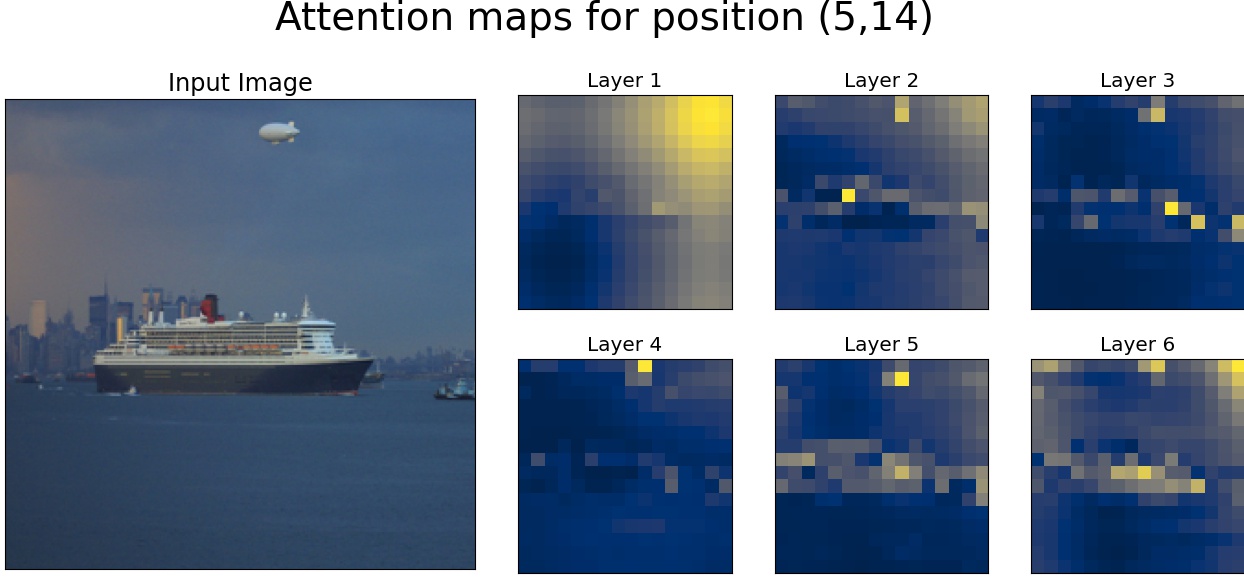 Attention maps for position (5,14)
Input Image
Layer 1
Layer 2
Layer 3
Layer 4
Layer 5
Layer 6